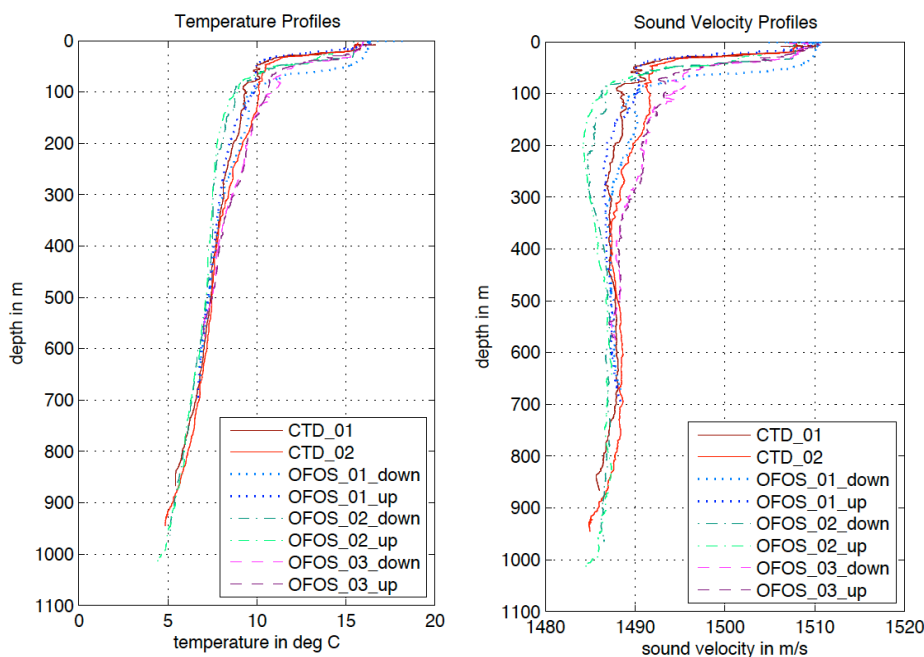 Temperature Profiles
0
100
200
300
400
500
600
700
800
900
1000
1100
depth in m
0
5
10
15
20
temperature in deg C
CTD_01
CTD_02
OFOS_01_down
OFOS_01_up
OFOS_02_down
OFOS_02_up
OFOS_03_down
OFOS_03_up
Sound Velocity Profiles
0
100
200
300
400
500
600
700
800
900
1000
1100
depth in m
1480
1490
1500
1510
1520
sound velocity in m/s
CTD_01
CTD_02
OFOS_01_down
OFOS_01_up
OFOS_02_down
OFOS_02_up
OFOS_03_down
OFOS_03_up